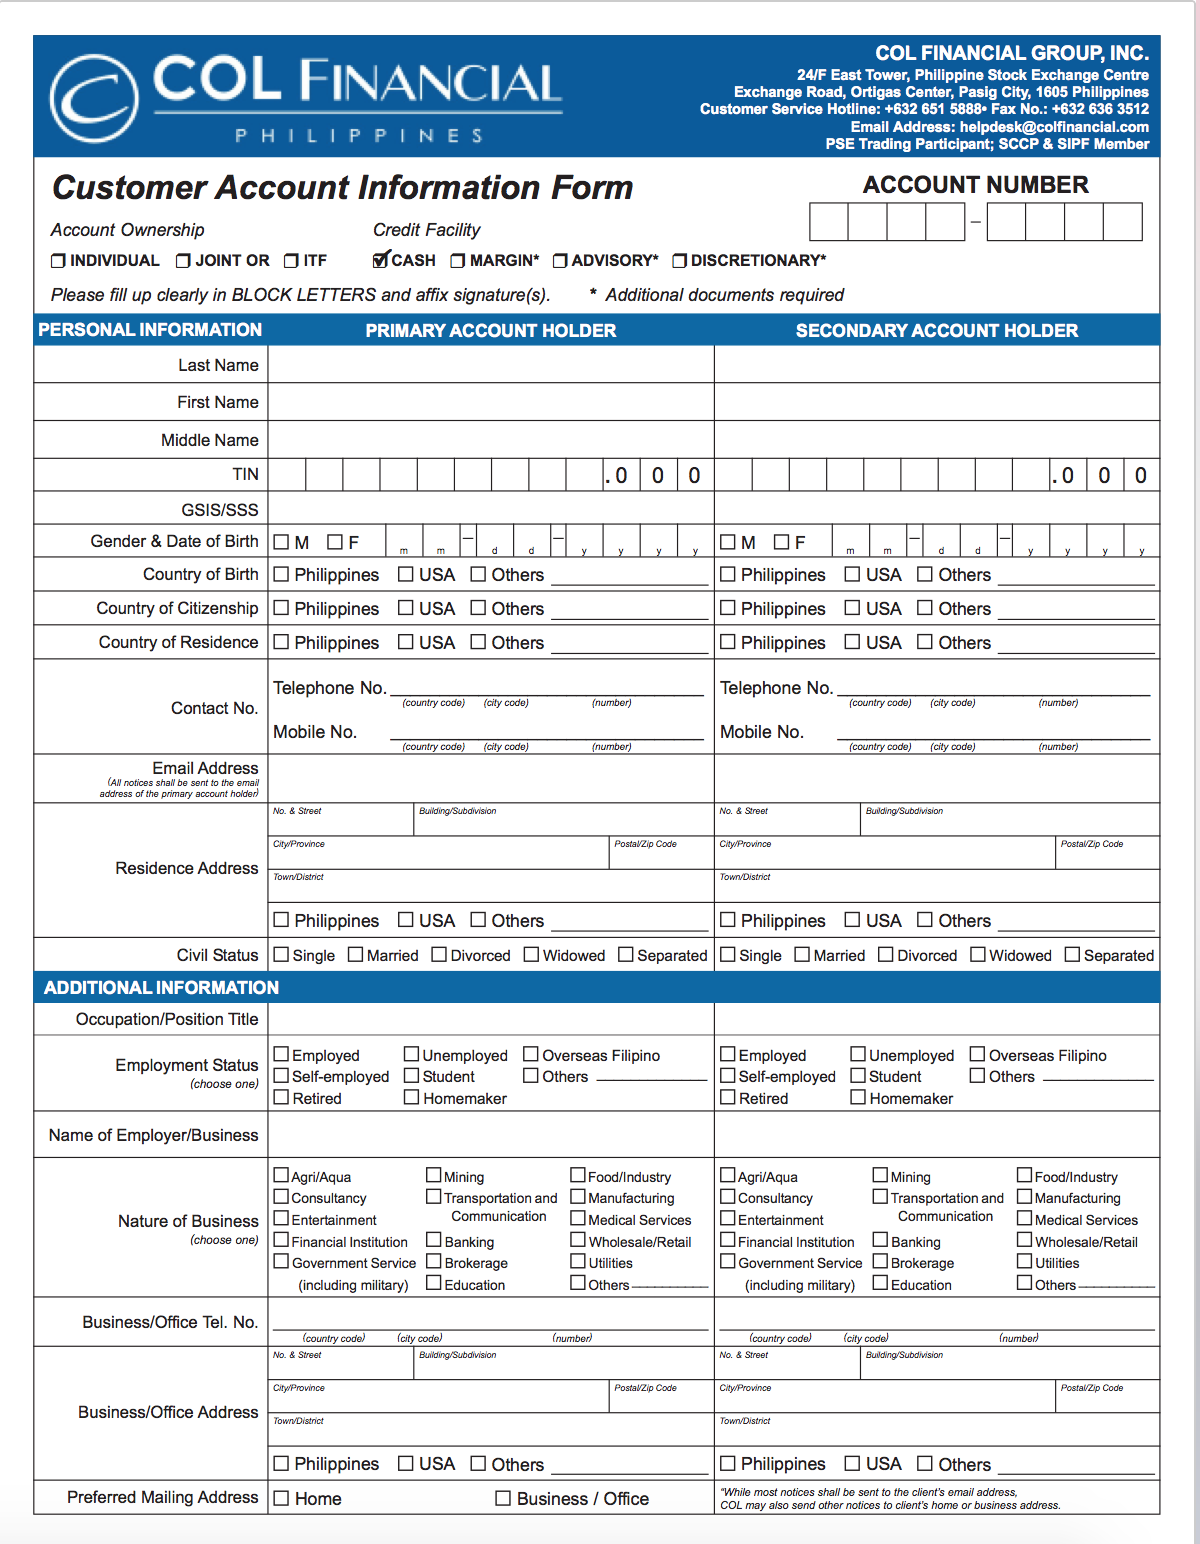 COL FINANCIAL
PHILIPPINES
COL FINANCIAL GROUP, INC.
24/F East Tower, Philippine Stock Exchange Centre
Exchange Road, Ortigas Center, Pasig City, 1605 Philippines
Customer Service Hotline: +632 651 5888• Fax No.: +632 636 3512
Email Address: helpdesk@colfinancial.com
PSE Trading Participant; SCCP & SIPF Member
Customer Account Information Form
ACCOUNT NUMBER
–
Account Ownership Credit Facility
INDIVIDUAL JOINT OR ITF CASH MARGIN* ADVISORY* DISCRETIONARY*
Please fill up clearly in BLOCK LETTERS and affix signature(s). * Additional documents required
PERSONAL INFORMATION PRIMARY ACCOUNT HOLDER SECONDARY ACCOUNT HOLDER
Last Name
First Name
Middle Name
TIN .0 0 0 .0 0 0
GSIS/SSS
Gender & Date of Birth M F m m – d d – y y y y M F m m – d d – y y y y
Country of Birth Philippines USA Others Philippines USA Others
Country of Citizenship Philippines USA Others Philippines USA Others
Country of Residence Philippines USA Others Philippines USA Others
Contact No.
Telephone No. Telephone No.
(country code) (city code) (number) (country code) (city code) (number)
Mobile No. Mobile No.
(country code) (city code) (number) (country code) (city code) (number)
Email Address
(All notices shall be sent to the email
address of the primary account holder)
Residence Address
No. & Street Building/Subdivision No. & Street Building/Subdivision
City/Province Postal/Zip Code City/Province Postal/Zip Code
Town/District Town/District
Philippines USA Others Philippines USA Others
Civil Status Single Married Divorced Widowed Separated Single Married Divorced Widowed Separated
ADDITIONAL INFORMATION
Occupation/Position Title
Employment Status
(choose one)
Employed Unemployed Overseas Filipino Employed Unemployed Overseas Filipino
Self-employed Student Others Self-employed Student Others
Retired Homemaker Retired Homemaker
Name of Employer/Business
Nature of Business
(choose one)
Agri/Aqua Mining Food/Industry Agri/Aqua Mining Food/Industry
Consultancy Transportation and Manufacturing Consultancy Transportation and Manufacturing
Entertainment Communication Medical Services Entertainment Communication Medical Services
Financial Institution Banking Wholesale/Retail Financial Institution Banking Wholesale/Retail
Government Service Brokerage Utilities Government Service Brokerage Utilities
(including military) Education Others (including military) Education Others
Business/Office Tel. No.
(country code) (city code) (number) (country code) (city code) (number)
Business/Office Address
No. & Street Building/Subdivision No. & Street Building/Subdivision
City/Province Postal/Zip Code City/Province Postal/Zip Code
Town/District Town/District
Philippines USA Others Philippines USA Others
Preferred Mailing Address Home Business / Office
*While most notices shall be sent to the client's email address,
COL may also send other notices to client's home or business address.